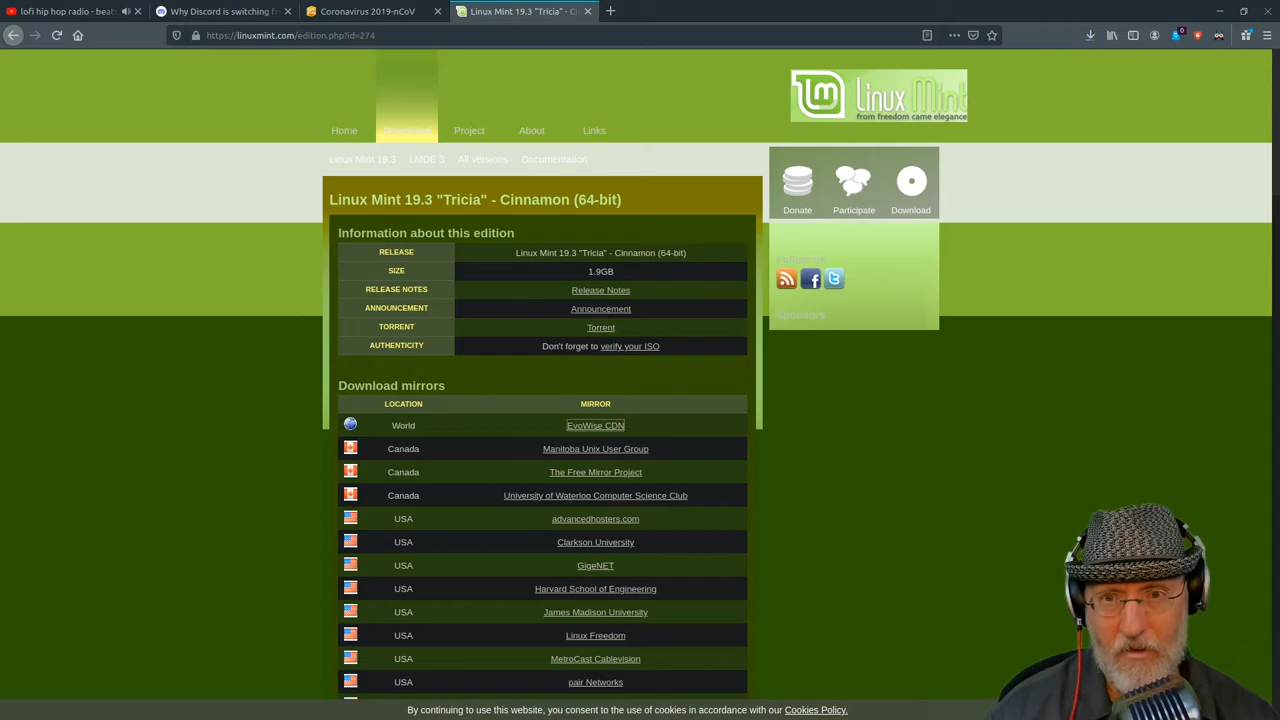 lofi hip hop radio - beats
Why Discord is switching f
Coronavirus 2019-nCoV
Linux Mint 19.3 "Tricia" - Ci
https://linuxmint.com/edition.php?id=274
0
Linux Mint
from freedom came elegance
Home
Download
Project
About
Links
Linux Mint 19.3
LMDE 3
All versions
Documentation
Donate
Participate
Download
Linux Mint 19.3 "Tricia" - Cinnamon (64-bit)
Information about this edition
RELEASE Linux Mint 19.3 "Tricia" - Cinnamon (64-bit)
SIZE 1.9GB
RELEASE NOTES Release Notes
ANNOUNCEMENT Announcement
TORRENT Torrent
AUTHENTICITY Don't forget to verify your ISO
Follow us
f
t
Sponsors
Download mirrors
LOCATION MIRROR
World EvoWise CDN
Canada Manitoba Unix User Group
Canada The Free Mirror Project
Canada University of Waterloo Computer Science Club
USA advancedhosters.com
USA Clarkson University
USA GigeNET
USA Harvard School of Engineering
USA James Madison University
USA Linux Freedom
USA MetroCast Cablevision
USA pair Networks
By continuing to use this website, you consent to the use of cookies in accordance with our Cookies Policy.